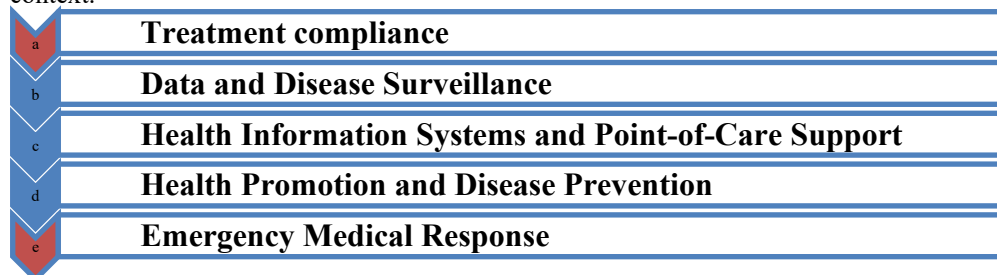 context.
a Treatment compliance
b Data and Disease Surveillance
c Health Information Systems and Point-of-Care Support
d Health Promotion and Disease Prevention
e Emergency Medical Response